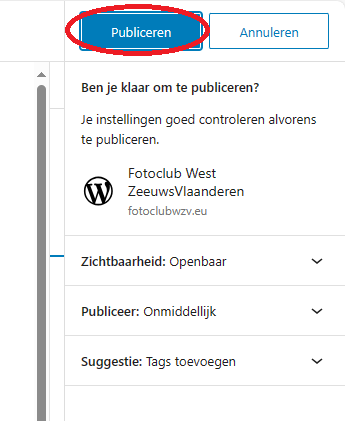 Publiceren
Annuleren
Ben je klaar om te publiceren?
Je instellingen goed controleren alvorens
te publiceren.
Fotoclub West
ZeeuwsVlaanderen
fotoclubwzv.eu
Zichtbaarheid: Openbaar
Publiceer: Onmiddellijk
Suggestie: Tags toevoegen